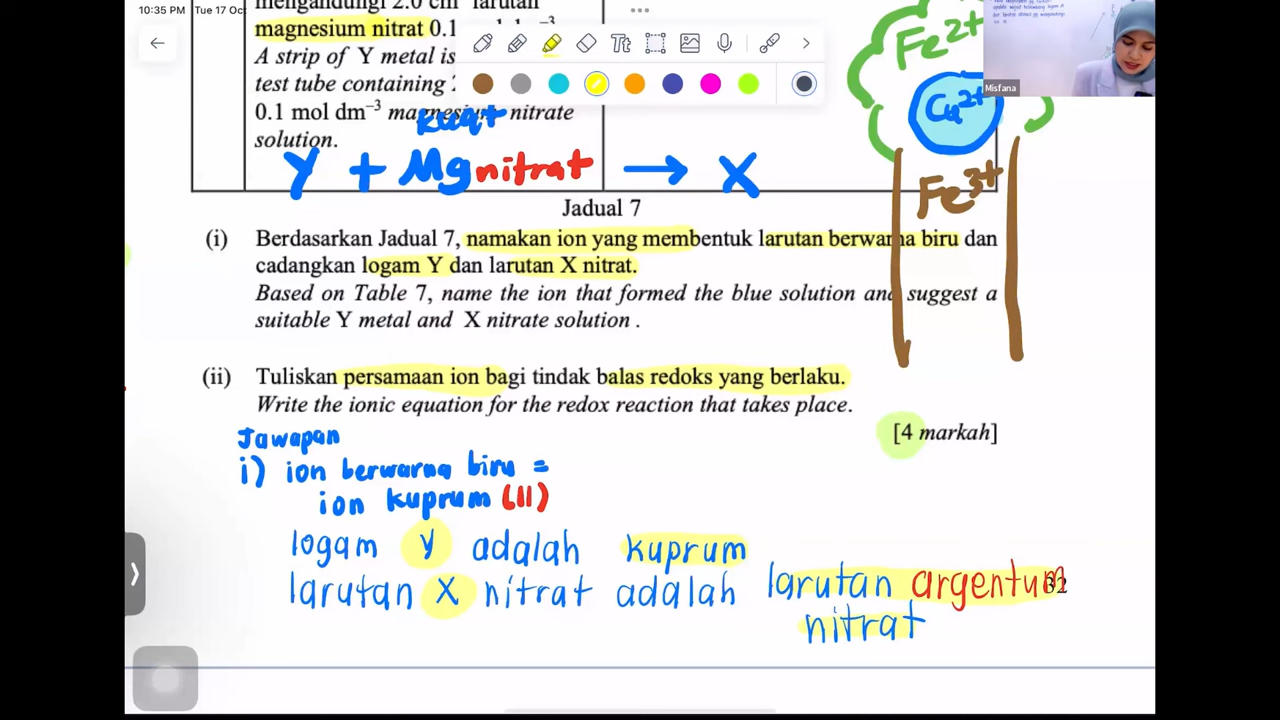 10:35 PM Tue 17 Oct
mengandungi 2.0 cm³ larutan
magnesium nitrat 0.1
A strip of Y metal is
test tube containing
0.1 mol dm⁻³ magnesium nitrate
solution.
kuat
Y + Mg nitrat → X
Fe²⁺
Cu²⁺
Fe³⁺
Misfana
Jadual 7
(i) Berdasarkan Jadual 7, namakan ion yang membentuk larutan berwarna biru dan
cadangkan logam Y dan larutan X nitrat.
Based on Table 7, name the ion that formed the blue solution and suggest a
suitable Y metal and X nitrate solution .
(ii) Tuliskan persamaan ion bagi tindak balas redoks yang berlaku.
Write the ionic equation for the redox reaction that takes place.
[4 markah]
Jawapan
i) ion berwarna biru =
ion kuprum (II)
logam Y adalah kuprum
larutan X nitrat adalah larutan argentum
nitrat
32